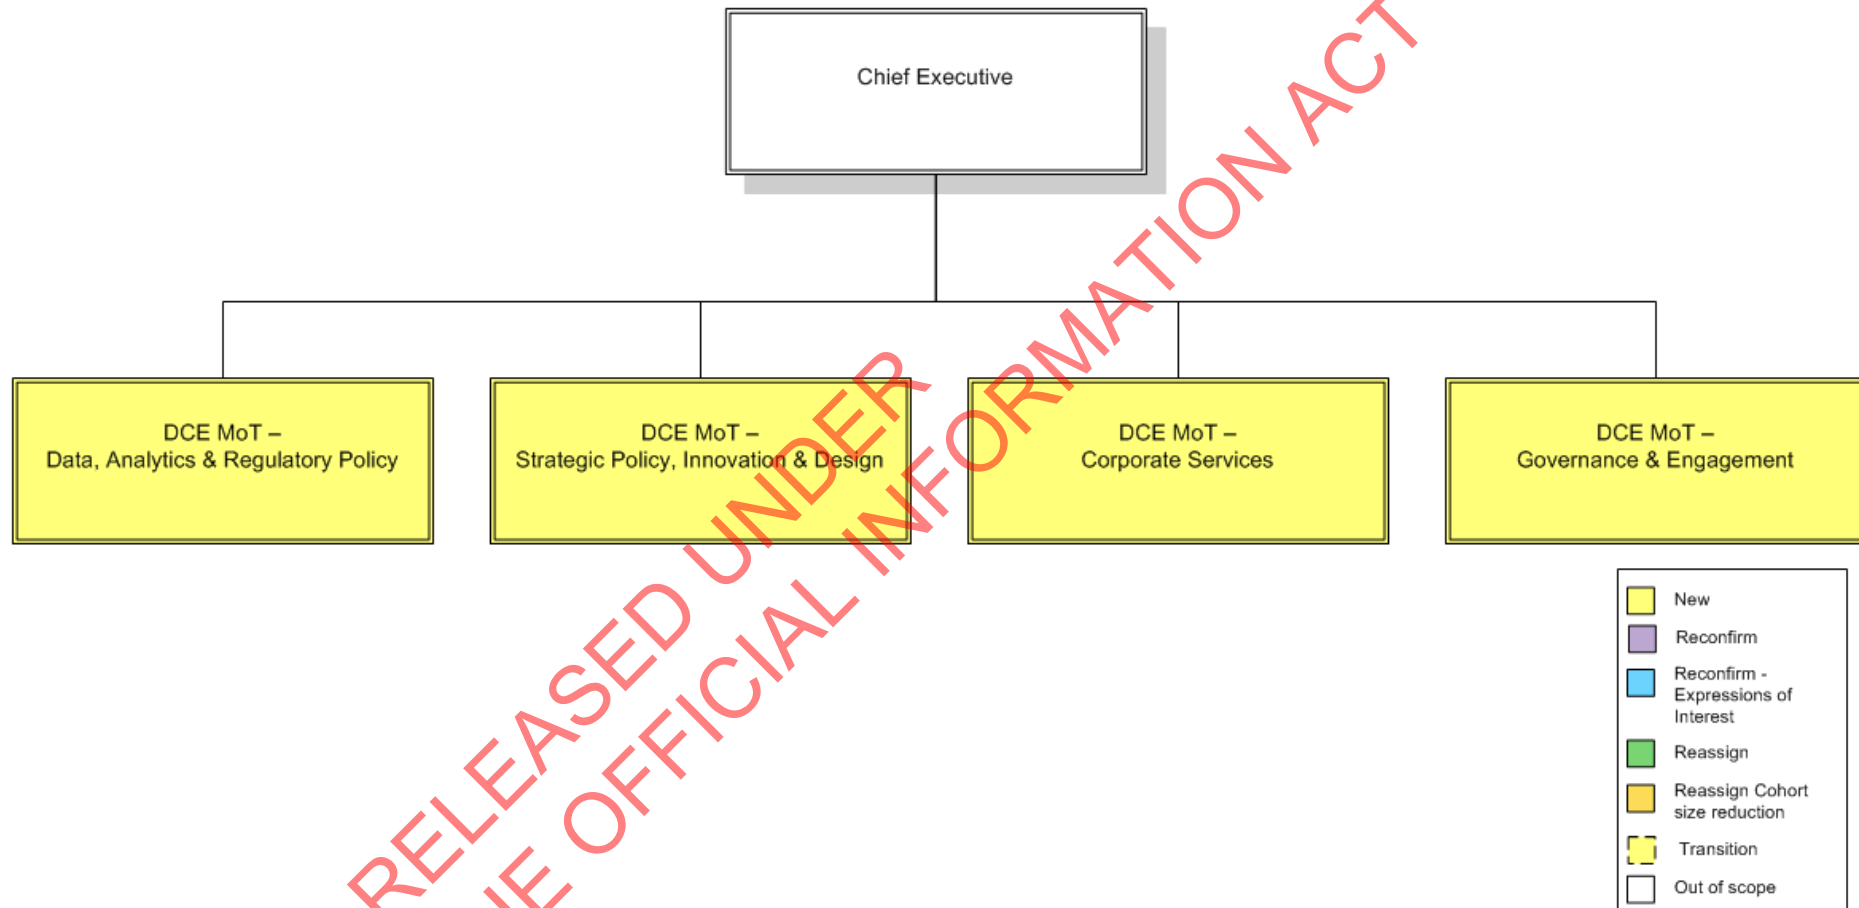 Chief Executive
DCE MoT –
Data, Analytics & Regulatory Policy
DCE MoT –
Strategic Policy, Innovation & Design
DCE MoT –
Corporate Services
DCE MoT –
Governance & Engagement
New
Reconfirm
Reconfirm -
Expressions of
Interest
Reassign
Reassign Cohort
size reduction
Transition
Out of scope
RELEASED UNDER
OFFICIAL INFORMATION ACT